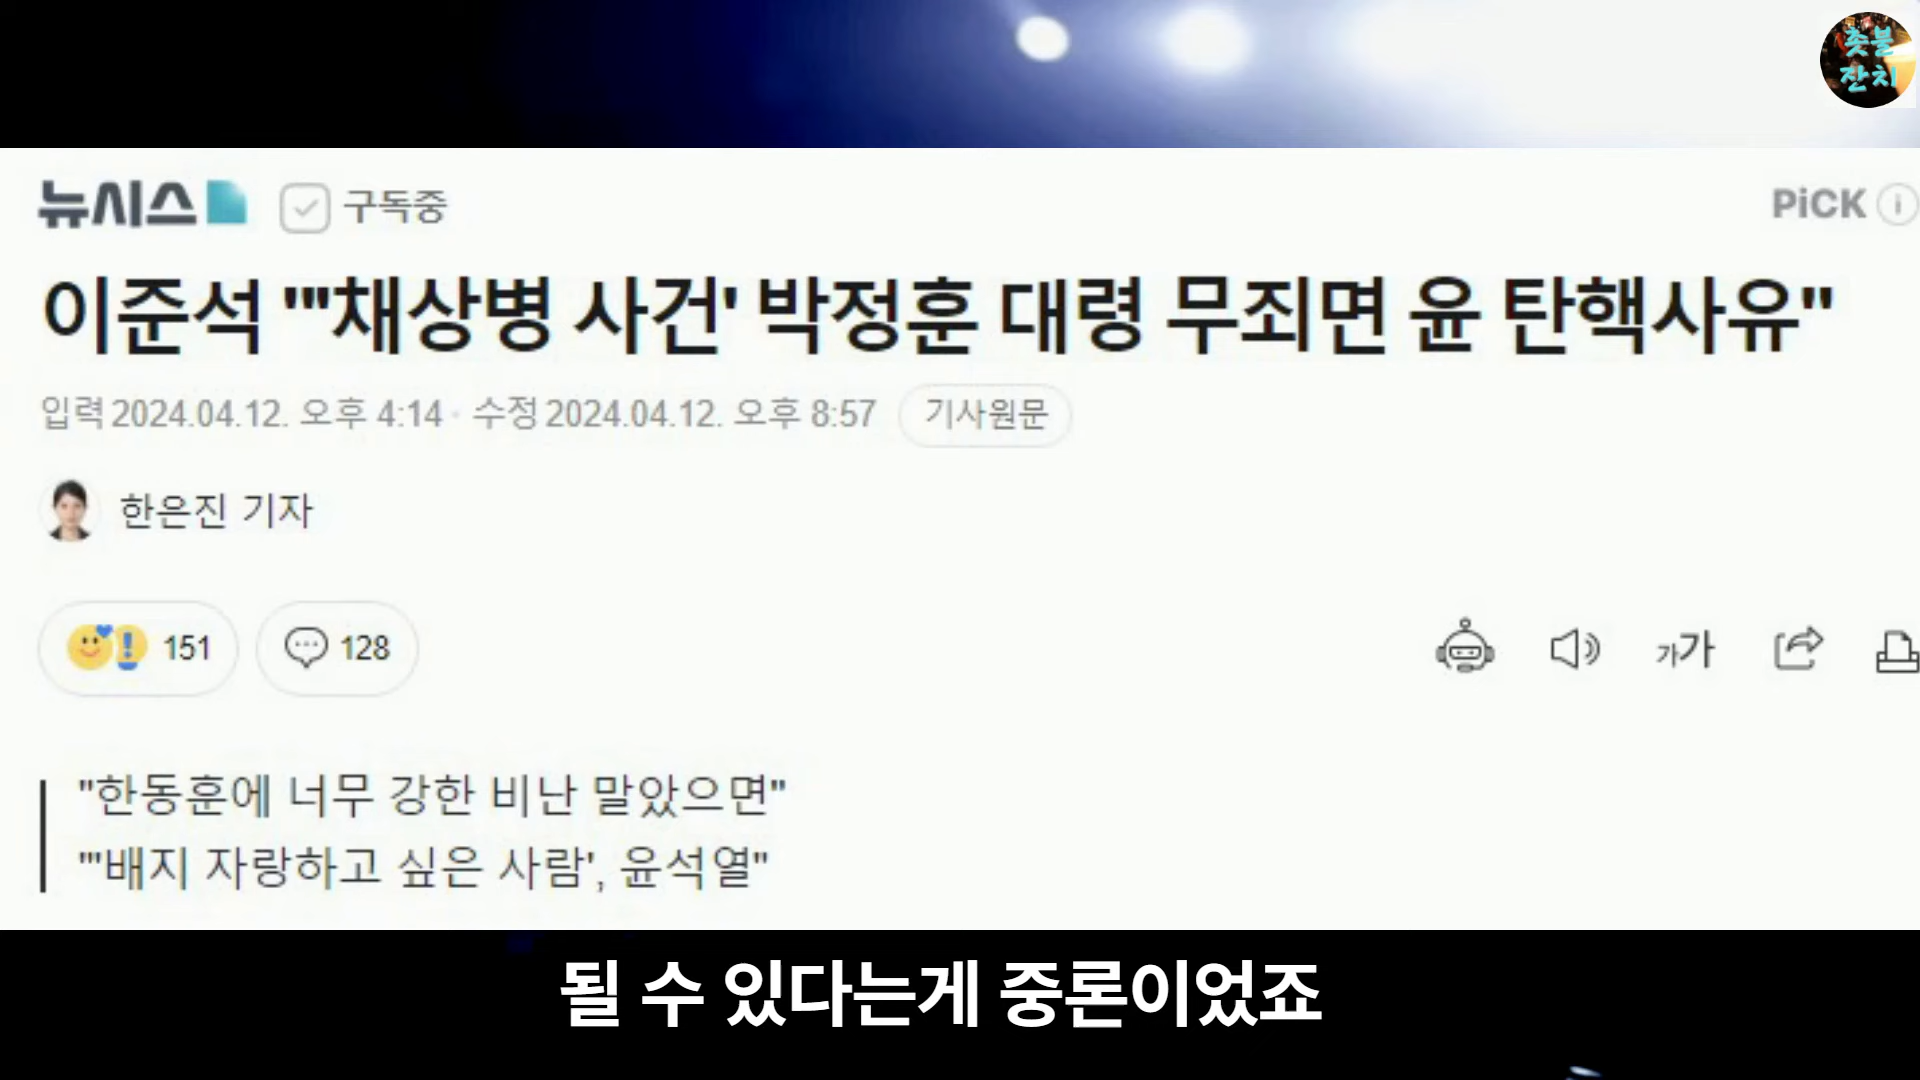 촛불
잔치
뉴시스 구독중 PiCK
이준석 "'채상병 사건' 박정훈 대령 무죄면 윤 탄핵사유"
입력 2024.04.12. 오후 4:14 · 수정 2024.04.12. 오후 8:57 기사원문
한은진 기자
151 128 가가
"한동훈에 너무 강한 비난 말았으면"
"'배지 자랑하고 싶은 사람', 윤석열"
될 수 있다는게 중론이었죠